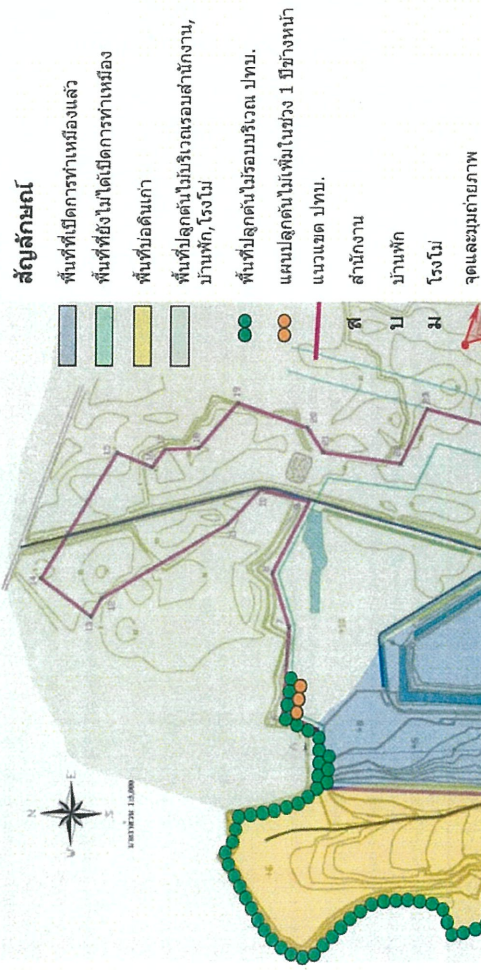 สัญลักษณ์
พื้นที่ที่เปิดการทำเหมืองแล้ว
พื้นที่ที่ยังไม่ได้เปิดการทำเหมือง
พื้นที่บ่อดินเก่า
พื้นที่ปลูกต้นไม้บริเวณรอบสำนักงาน,
บ้านพัก,โรงโม่
พื้นที่ปลูกต้นไม้รอบบริเวณ ปทบ.
แผนปลูกต้นไม้เพิ่มในช่วง 1 ปีข้างหน้า
แนวเขต ปทบ.
ส สำนักงาน
บ บ้านพัก
ม โรงโม่
จุดและมุมถ่ายภาพ
N
E
S
W